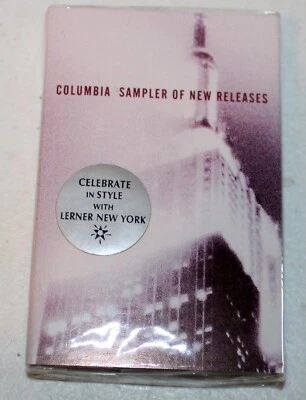 COLUMBIA SAMPLER OF NEW RELEASES
CELEBRATE
IN STYLE
WITH
LERNER NEW YORK